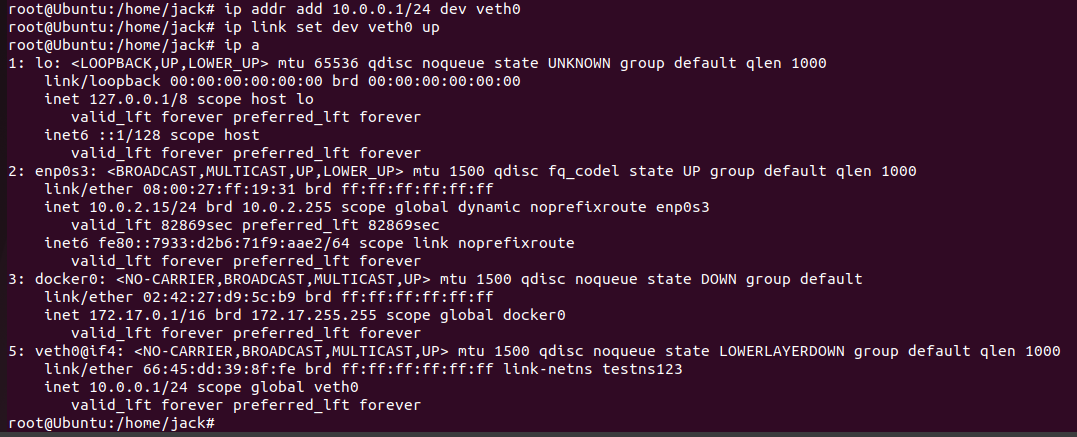 root@Ubuntu:/home/jack# ip addr add 10.0.0.1/24 dev veth0
root@Ubuntu:/home/jack# ip link set dev veth0 up
root@Ubuntu:/home/jack# ip a
1: lo: <LOOPBACK,UP,LOWER_UP> mtu 65536 qdisc noqueue state UNKNOWN group default qlen 1000
    link/loopback 00:00:00:00:00:00 brd 00:00:00:00:00:00
    inet 127.0.0.1/8 scope host lo
       valid_lft forever preferred_lft forever
    inet6 ::1/128 scope host
       valid_lft forever preferred_lft forever
2: enp0s3: <BROADCAST,MULTICAST,UP,LOWER_UP> mtu 1500 qdisc fq_codel state UP group default qlen 1000
    link/ether 08:00:27:ff:19:31 brd ff:ff:ff:ff:ff:ff
    inet 10.0.2.15/24 brd 10.0.2.255 scope global dynamic noprefixroute enp0s3
       valid_lft 82869sec preferred_lft 82869sec
    inet6 fe80::7933:d2b6:71f9:aae2/64 scope link noprefixroute
       valid_lft forever preferred_lft forever
3: docker0: <NO-CARRIER,BROADCAST,MULTICAST,UP> mtu 1500 qdisc noqueue state DOWN group default
    link/ether 02:42:27:d9:5c:b9 brd ff:ff:ff:ff:ff:ff
    inet 172.17.0.1/16 brd 172.17.255.255 scope global docker0
       valid_lft forever preferred_lft forever
5: veth0@if4: <NO-CARRIER,BROADCAST,MULTICAST,UP> mtu 1500 qdisc noqueue state LOWERLAYERDOWN group default qlen 1000
    link/ether 66:45:dd:39:8f:fe brd ff:ff:ff:ff:ff:ff link-netns testns123
    inet 10.0.0.1/24 scope global veth0
       valid_lft forever preferred_lft forever
root@Ubuntu:/home/jack#